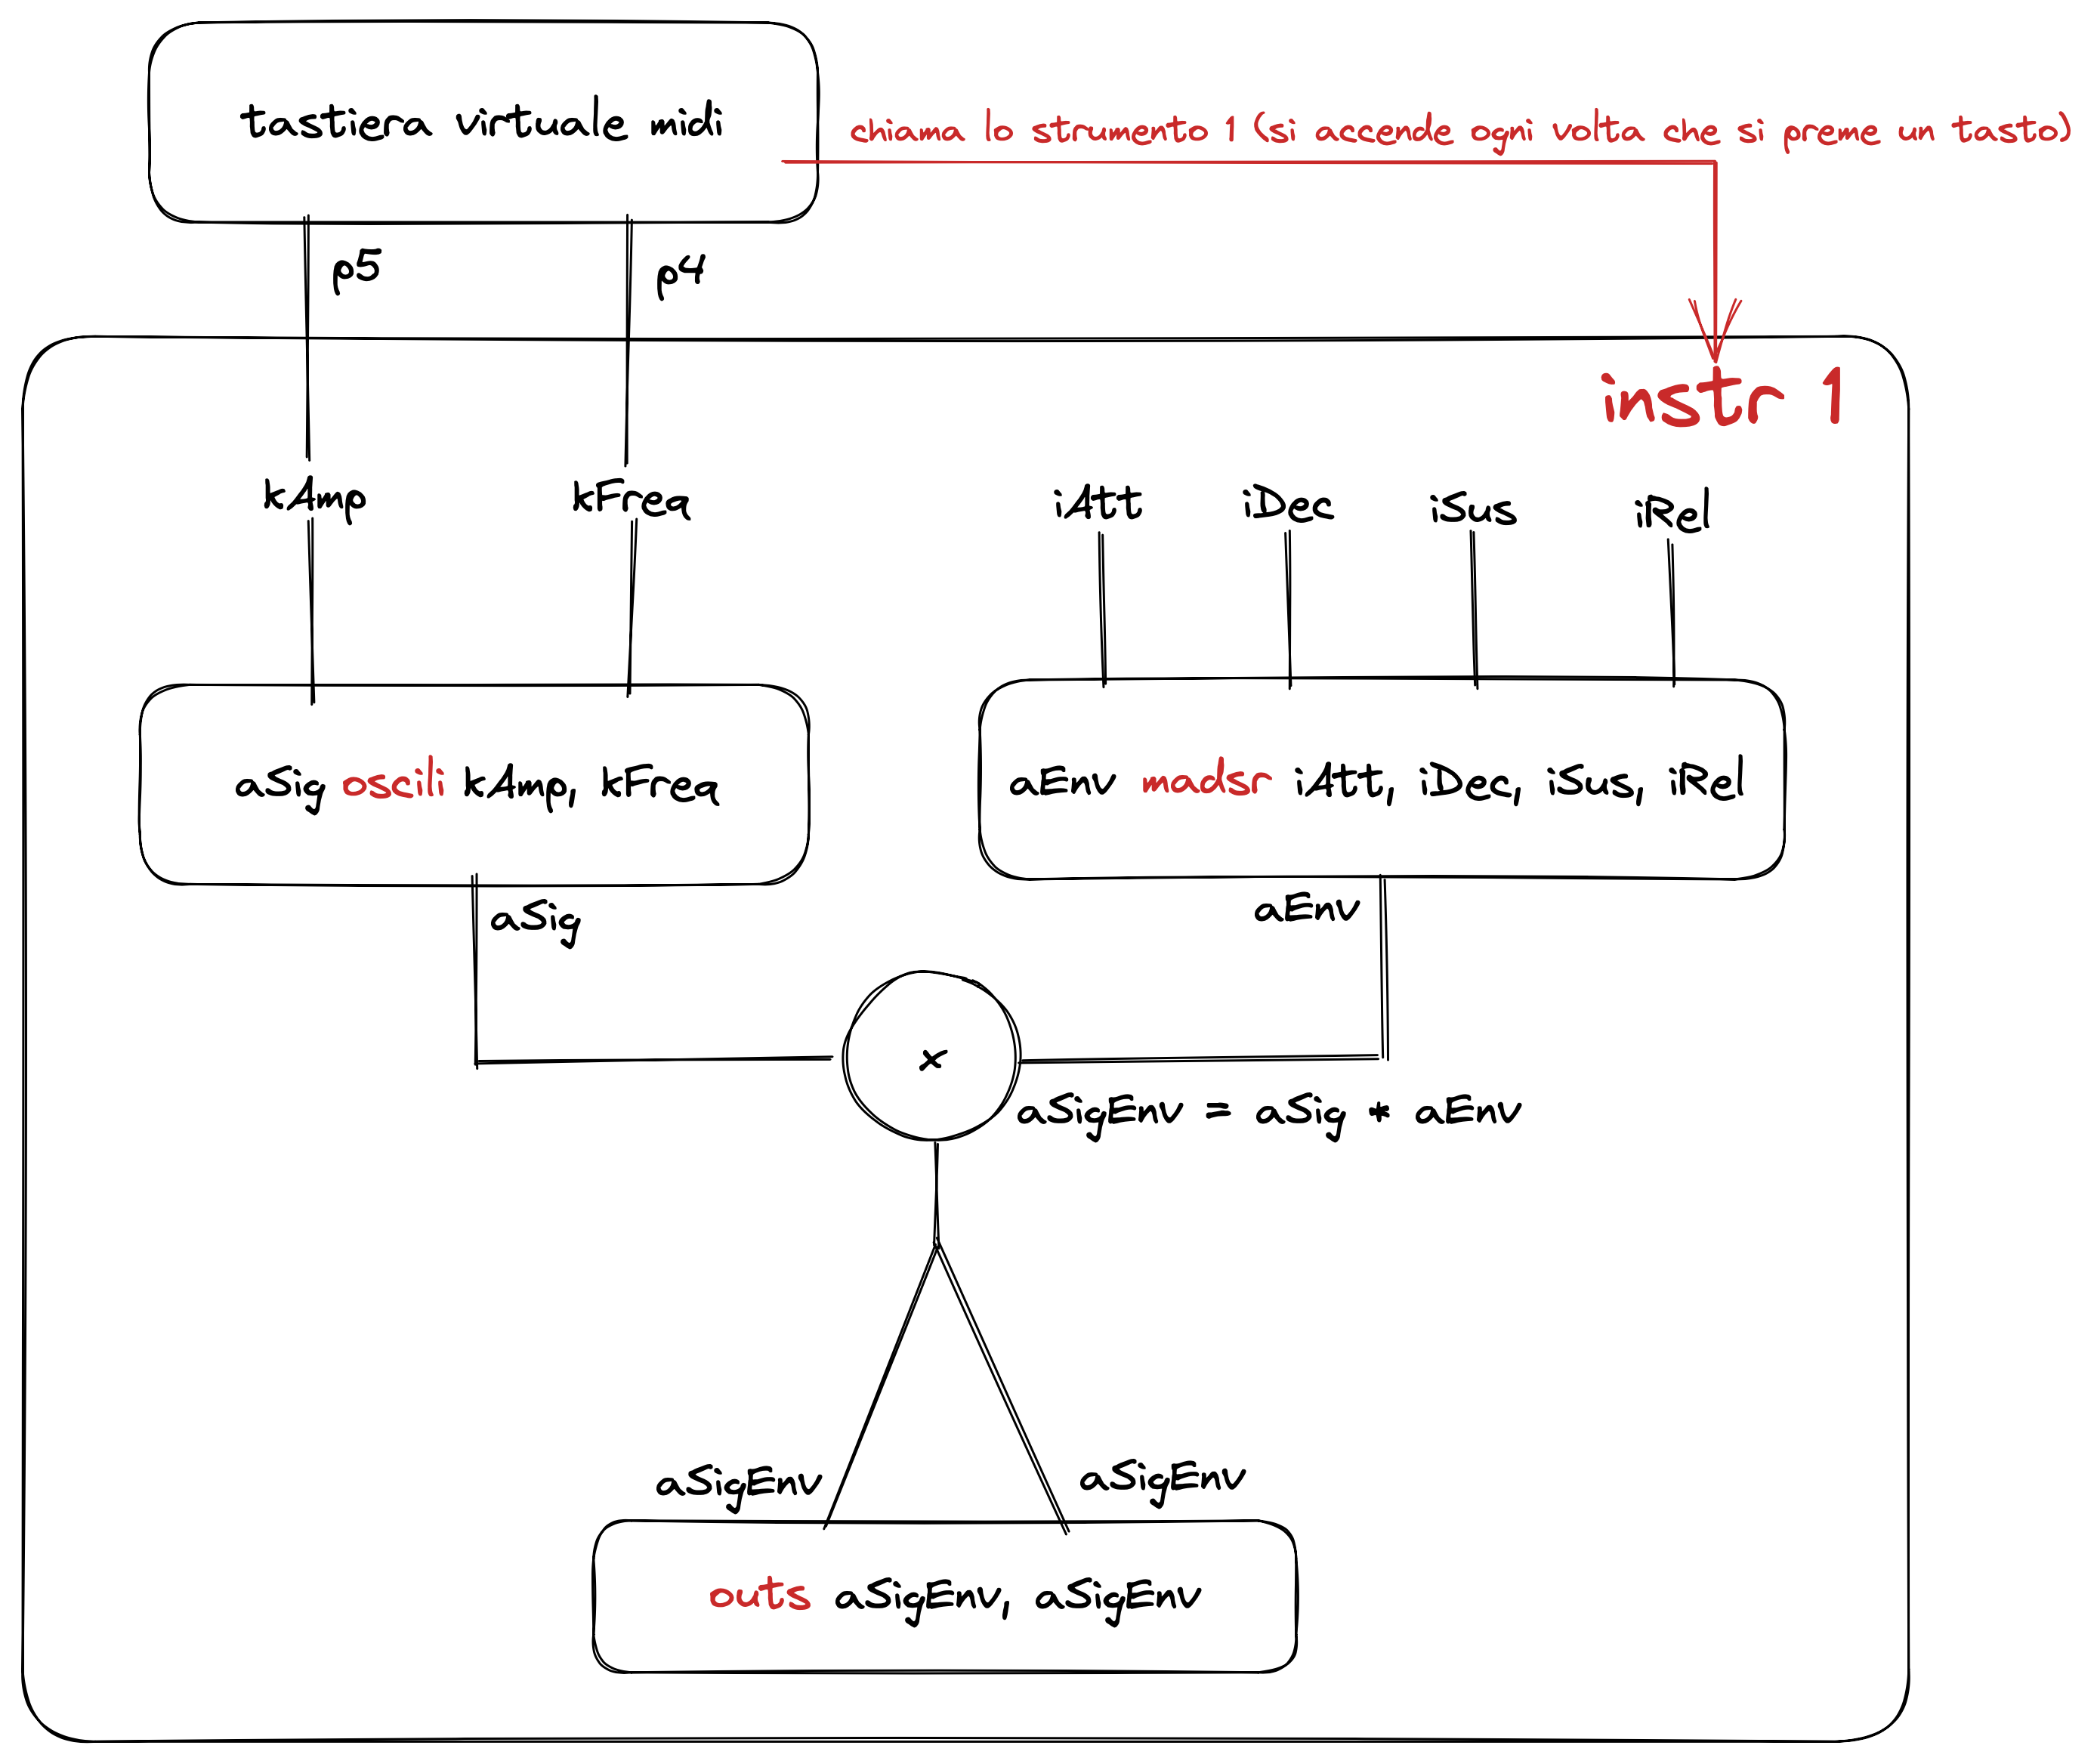 tastiera virtuale midi
chiama lo strumento 1 (si accende ogni volta che si preme un tasto)
p5
p4
instr 1
kAmp
kFreq
iAtt
iDec
iSus
iRel
aSig oscili kAmp, kFreq
aEnv madsr iAtt, iDec, iSus, iRel
aSig
aEnv
x
aSigEnv = aSig * aEnv
aSigEnv
aSigEnv
outs aSigEnv, aSigEnv